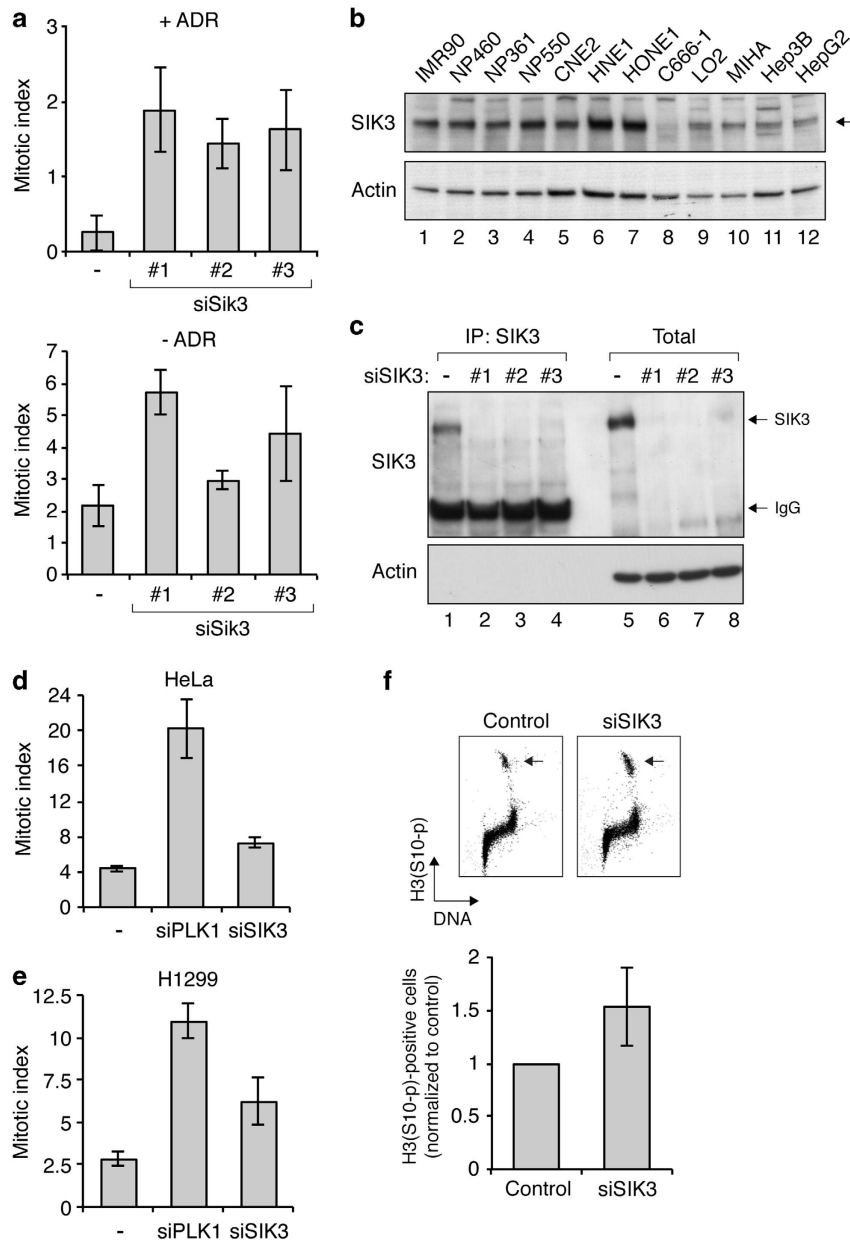 a
+ ADR
Mitotic index
3
2
1
0
- #1 #2 #3
siSik3
- ADR
Mitotic index
7
6
5
4
3
2
1
0
- #1 #2 #3
siSik3
b
IMR90 NP460 NP361 NP550 CNE2 HNE1 HONE1 C666-1 LO2 MIHA Hep3B HepG2
SIK3
Actin
1 2 3 4 5 6 7 8 9 10 11 12
c
IP: SIK3 Total
siSIK3: - #1 #2 #3 - #1 #2 #3
SIK3
SIK3
IgG
Actin
1 2 3 4 5 6 7 8
d
HeLa
Mitotic index
24
20
16
12
8
4
0
- siPLK1 siSIK3
e
H1299
Mitotic index
12.5
10
7.5
5
2.5
0
- siPLK1 siSIK3
f
Control siSIK3
H3(S10-p)
DNA
H3(S10-p)-positive cells
(normalized to control)
2
1.5
1
0.5
0
Control siSIK3